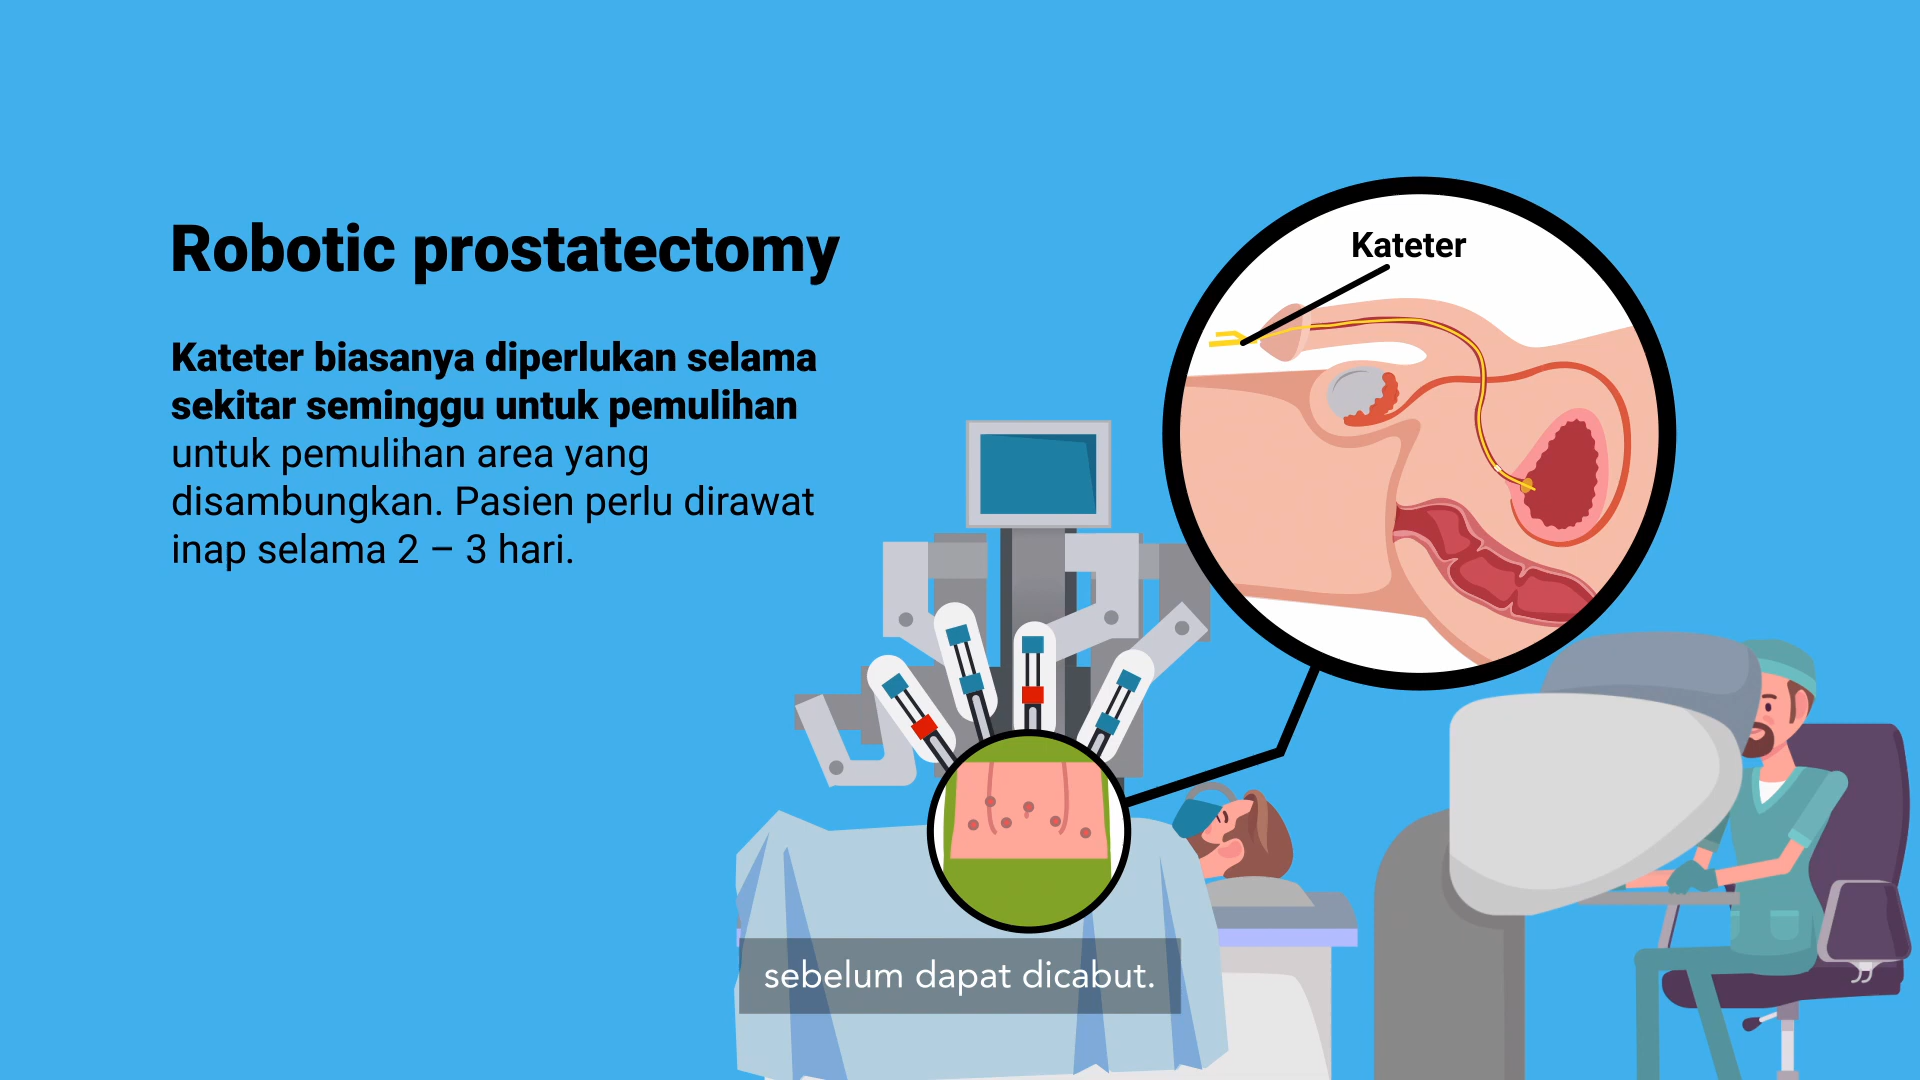 Robotic prostatectomy
Kateter biasanya diperlukan selama
sekitar seminggu untuk pemulihan
untuk pemulihan area yang
disambungkan. Pasien perlu dirawat
inap selama 2 – 3 hari.
Kateter
sebelum dapat dicabut.